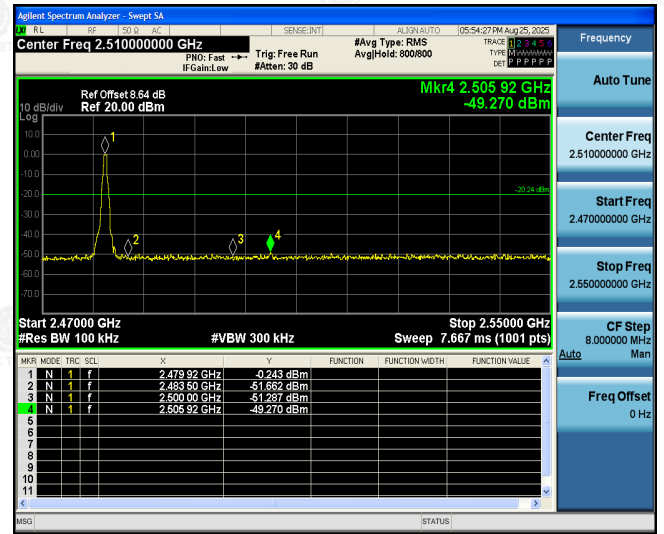 Agilent Spectrum Analyzer - Swept SA
LXI RL RF 50 Ω AC SENSE:INT ALIGN AUTO 05:54:27 PM Aug 25, 2025
Center Freq 2.510000000 GHz
PNO: Fast
IFGain:Low
Trig: Free Run
#Atten: 30 dB
#Avg Type: RMS
Avg|Hold: 800/800
TRACE 1 2 3 4 5 6
TYPE M
DET P P P P P P
Ref Offset 8.64 dB
Ref 20.00 dBm
Mkr4 2.505 92 GHz
-49.270 dBm
10 dB/div
Log
10.0
0.00
-10.0
-20.0
-30.0
-40.0
-50.0
-60.0
-70.0
1
2
3
4
-20.24 dBm
Start 2.47000 GHz
Stop 2.55000 GHz
#Res BW 100 kHz
#VBW 300 kHz
Sweep 7.667 ms (1001 pts)
MKR MODE TRC SCL X Y FUNCTION FUNCTION WIDTH FUNCTION VALUE
1 N 1 f 2.479 92 GHz -0.243 dBm
2 N 1 f 2.483 50 GHz -51.662 dBm
3 N 1 f 2.500 00 GHz -51.287 dBm
4 N 1 f 2.505 92 GHz -49.270 dBm
5
6
7
8
9
10
11
MSG
STATUS
Frequency
Auto Tune
Center Freq
2.510000000 GHz
Start Freq
2.470000000 GHz
Stop Freq
2.550000000 GHz
CF Step
8.000000 MHz
Auto Man
Freq Offset
0 Hz